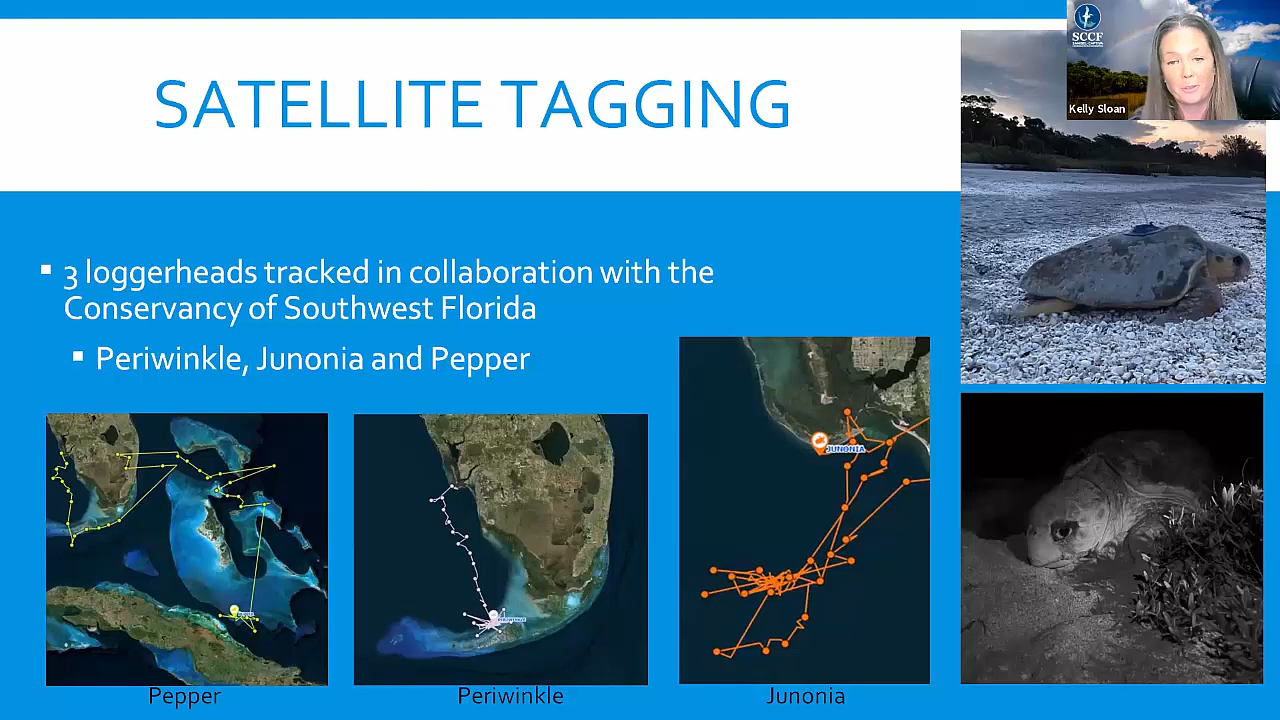 SCCF
Kelly Sloan
SATELLITE TAGGING
▪ 3 loggerheads tracked in collaboration with the
Conservancy of Southwest Florida
▪ Periwinkle, Junonia and Pepper
JUNONIA
PERIWINKLE
Pepper
Periwinkle
Junonia